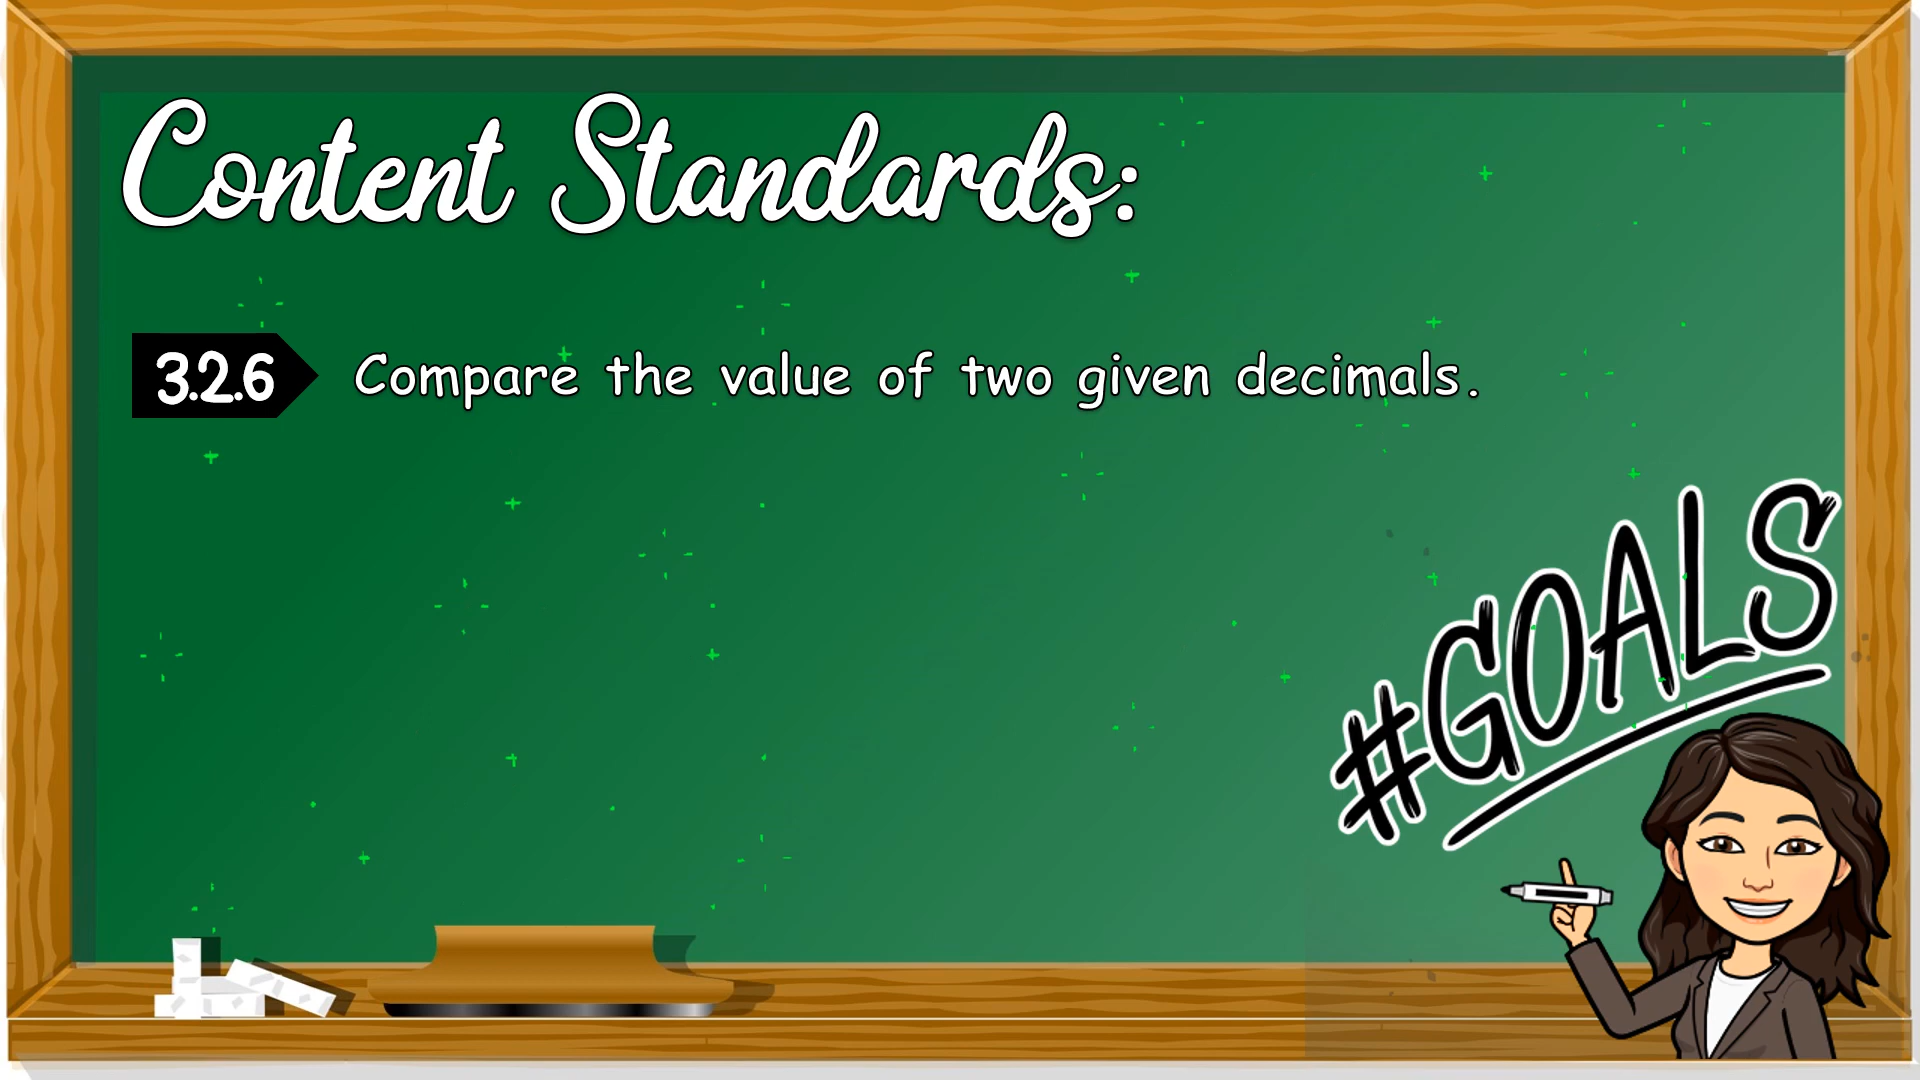 Content Standards:
3.2.6 Compare the value of two given decimals.
#GOALS